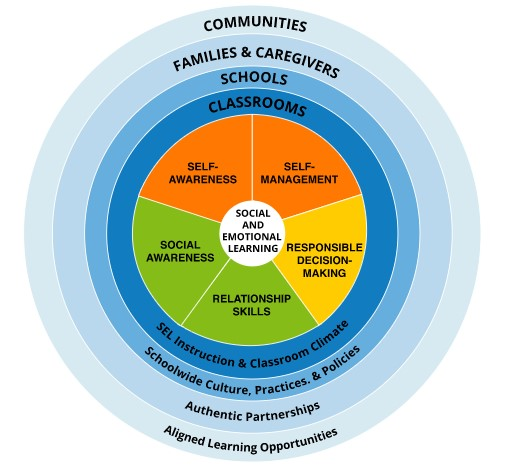 COMMUNITIES
FAMILIES & CAREGIVERS
SCHOOLS
CLASSROOMS
SELF-
AWARENESS
SELF-
MANAGEMENT
SOCIAL
AND
EMOTIONAL
LEARNING
SOCIAL
AWARENESS
RESPONSIBLE
DECISION-
MAKING
RELATIONSHIP
SKILLS
SEL Instruction & Classroom Climate
Schoolwide Culture, Practices. & Policies
Authentic Partnerships
Aligned Learning Opportunities